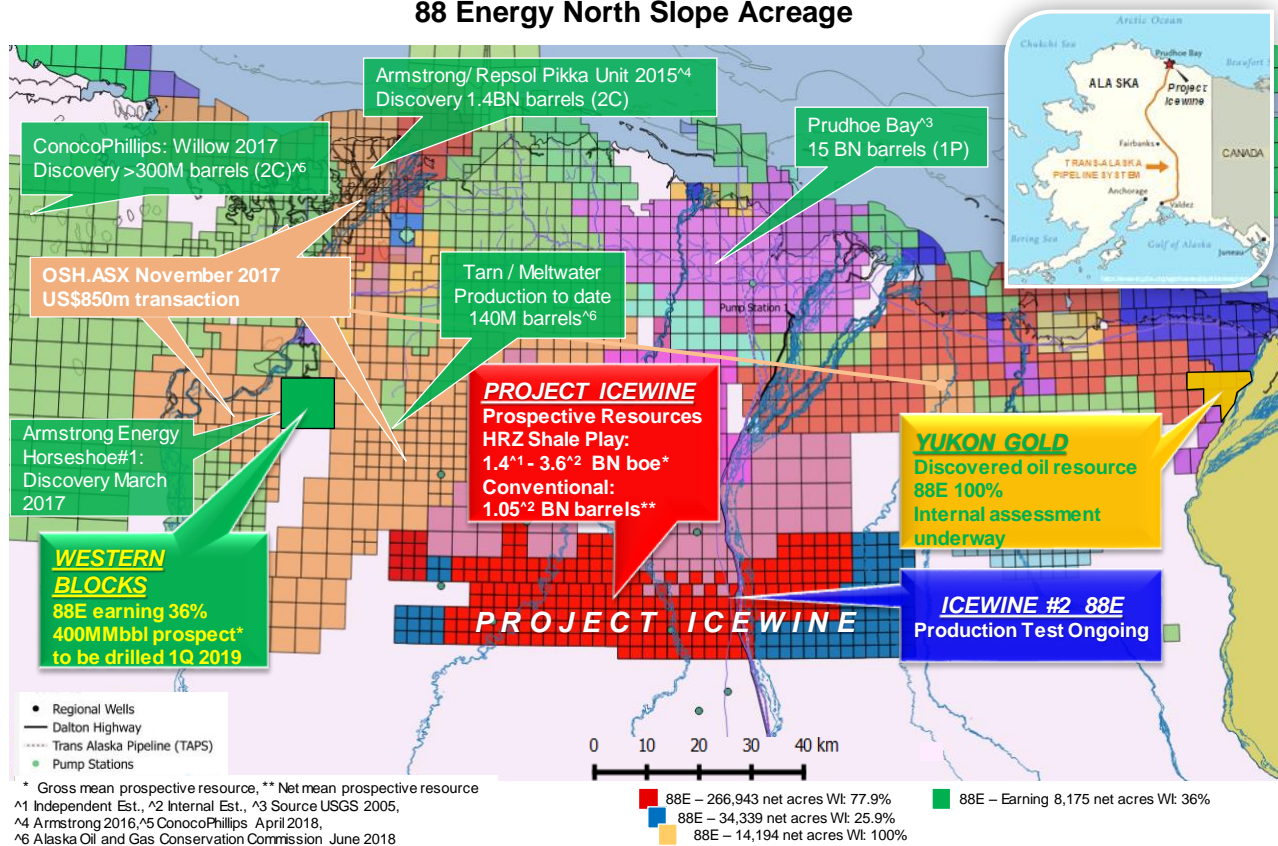 88 Energy North Slope Acreage
Arctic Ocean
Chukchi Sea
Prudhoe Bay
Beaufort S
ALASKA
Project
Icewine
Fairbanks
CANADA
TRANS-ALASKA
PIPELINE SYSTEM
Anchorage
Valdez
Bering Sea
Gulf of Alaska
Juneau
Armstrong/ Repsol Pikka Unit 2015^4
Discovery 1.4BN barrels (2C)
Prudhoe Bay^3
15 BN barrels (1P)
ConocoPhillips: Willow 2017
Discovery >300M barrels (2C)^6
OSH.ASX November 2017
US$850m transaction
Tarn / Meltwater
Production to date
140M barrels^6
Pump Station 1
PROJECT ICEWINE
Prospective Resources
HRZ Shale Play:
1.4^1 - 3.6^2 BN boe*
Conventional:
1.05^2 BN barrels**
Armstrong Energy
Horseshoe#1:
Discovery March
2017
YUKON GOLD
Discovered oil resource
88E 100%
Internal assessment
underway
WESTERN
BLOCKS
88E earning 36%
400MMbbl prospect*
to be drilled 1Q 2019
PROJECT ICEWINE
ICEWINE #2 88E
Production Test Ongoing
Regional Wells
Dalton Highway
Trans Alaska Pipeline (TAPS)
Pump Stations
0 10 20 30 40 km
* Gross mean prospective resource, ** Net mean prospective resource
^1 Independent Est., ^2 Internal Est., ^3 Source USGS 2005,
^4 Armstrong 2016,^5 ConocoPhillips April 2018,
^6 Alaska Oil and Gas Conservation Commission June 2018
88E – 266,943 net acres WI: 77.9%
88E – 34,339 net acres WI: 25.9%
88E – 14,194 net acres WI: 100%
88E – Earning 8,175 net acres WI: 36%